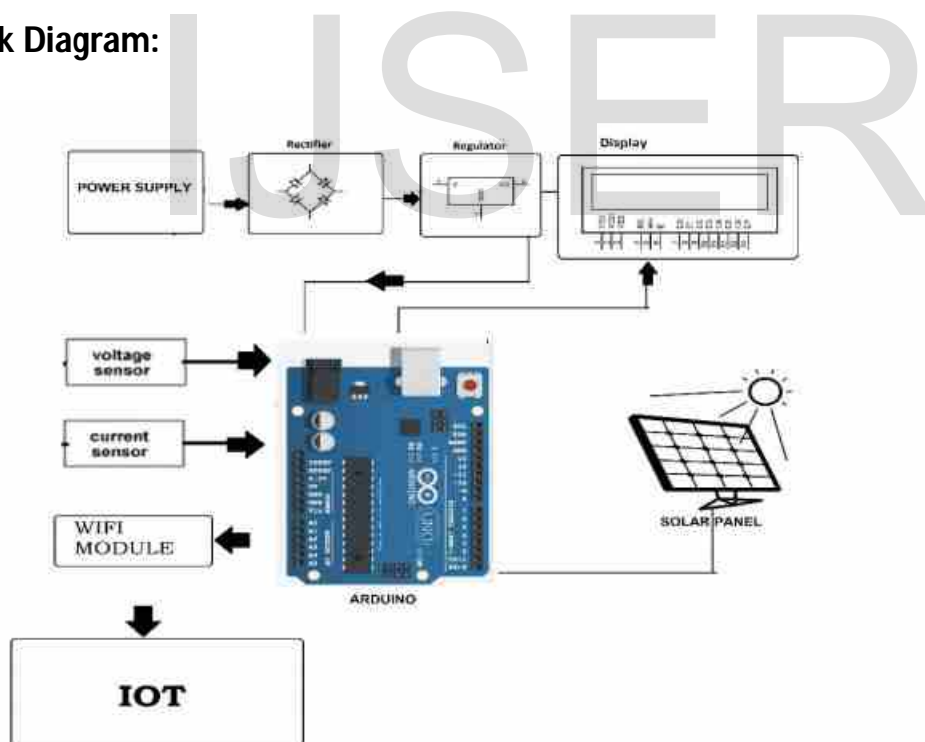 k Diagram:
IJSER
Rectifier
Regulator
Display
POWER SUPPLY
voltage
sensor
current
sensor
WIFI
MODULE
SOLAR PANEL
ARDUINO
IOT